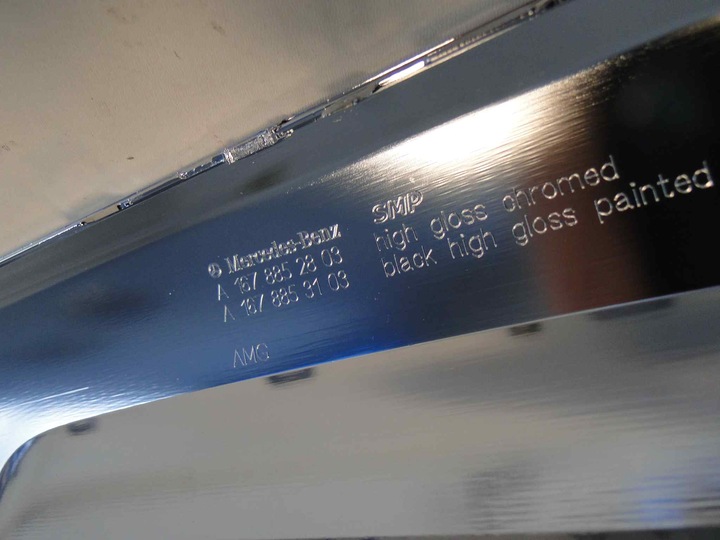 Mercedes-Benz
A 167 885 28 03
A 167 885 31 03
AMG
SMP
high gloss chromed
black high gloss painted